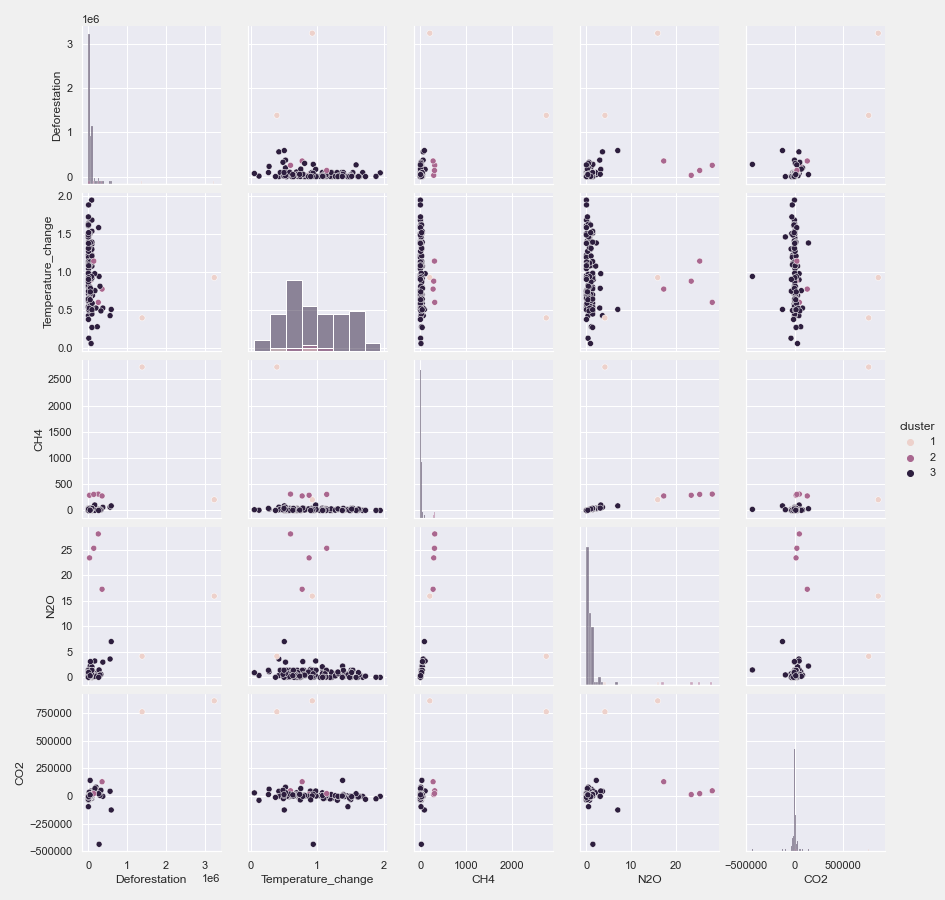 1e6
3
2
1
0
Deforestation
2.0
1.5
1.0
0.5
0.0
Temperature_change
2500
2000
1500
1000
500
0
CH4
cluster
1
2
3
25
20
15
10
5
0
N2O
750000
500000
250000
0
−250000
−500000
CO2
0 1 2 3
1e6
Deforestation
0 1 2
Temperature_change
0 1000 2000
CH4
0 10 20
N2O
−500000 0 500000
CO2